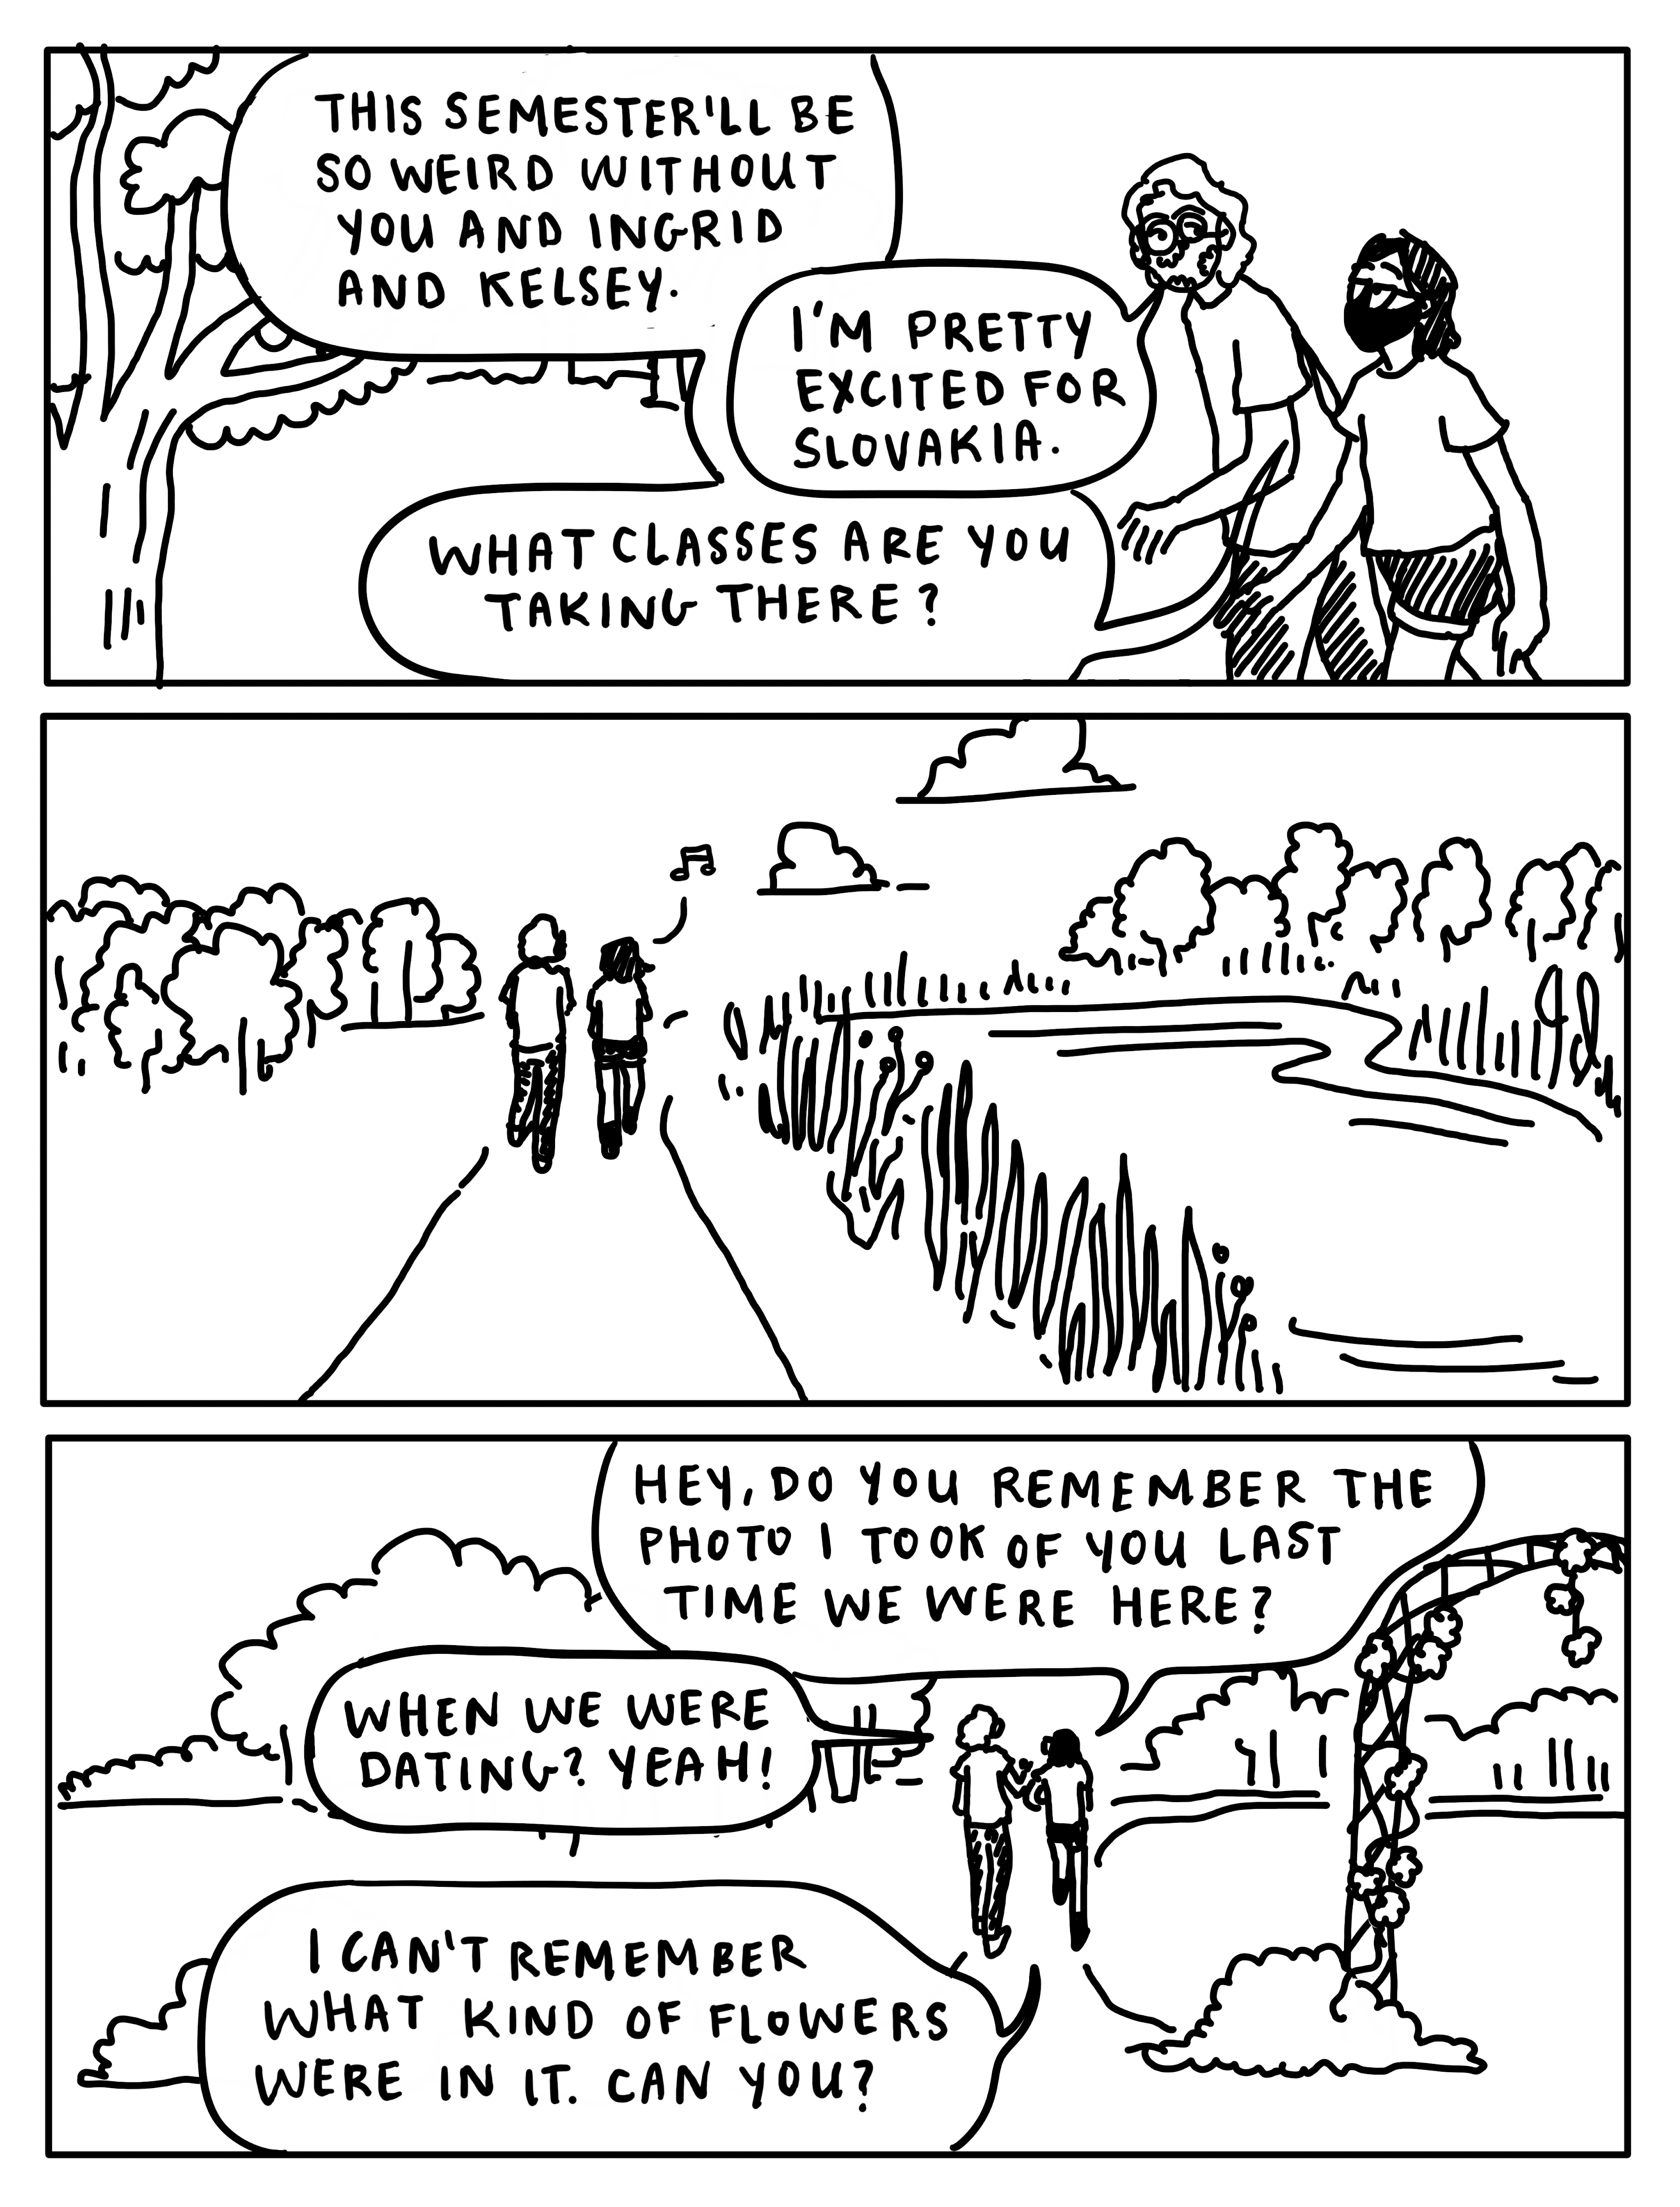 THIS SEMESTER'LL BE
SO WEIRD WITHOUT
YOU AND INGRID
AND KELSEY.
I'M PRETTY
EXCITED FOR
SLOVAKIA.
WHAT CLASSES ARE YOU
TAKING THERE?
HEY, DO YOU REMEMBER THE
PHOTO I TOOK OF YOU LAST
TIME WE WERE HERE?
WHEN WE WERE
DATING? YEAH!
I CAN'T REMEMBER
WHAT KIND OF FLOWERS
WERE IN IT. CAN YOU?